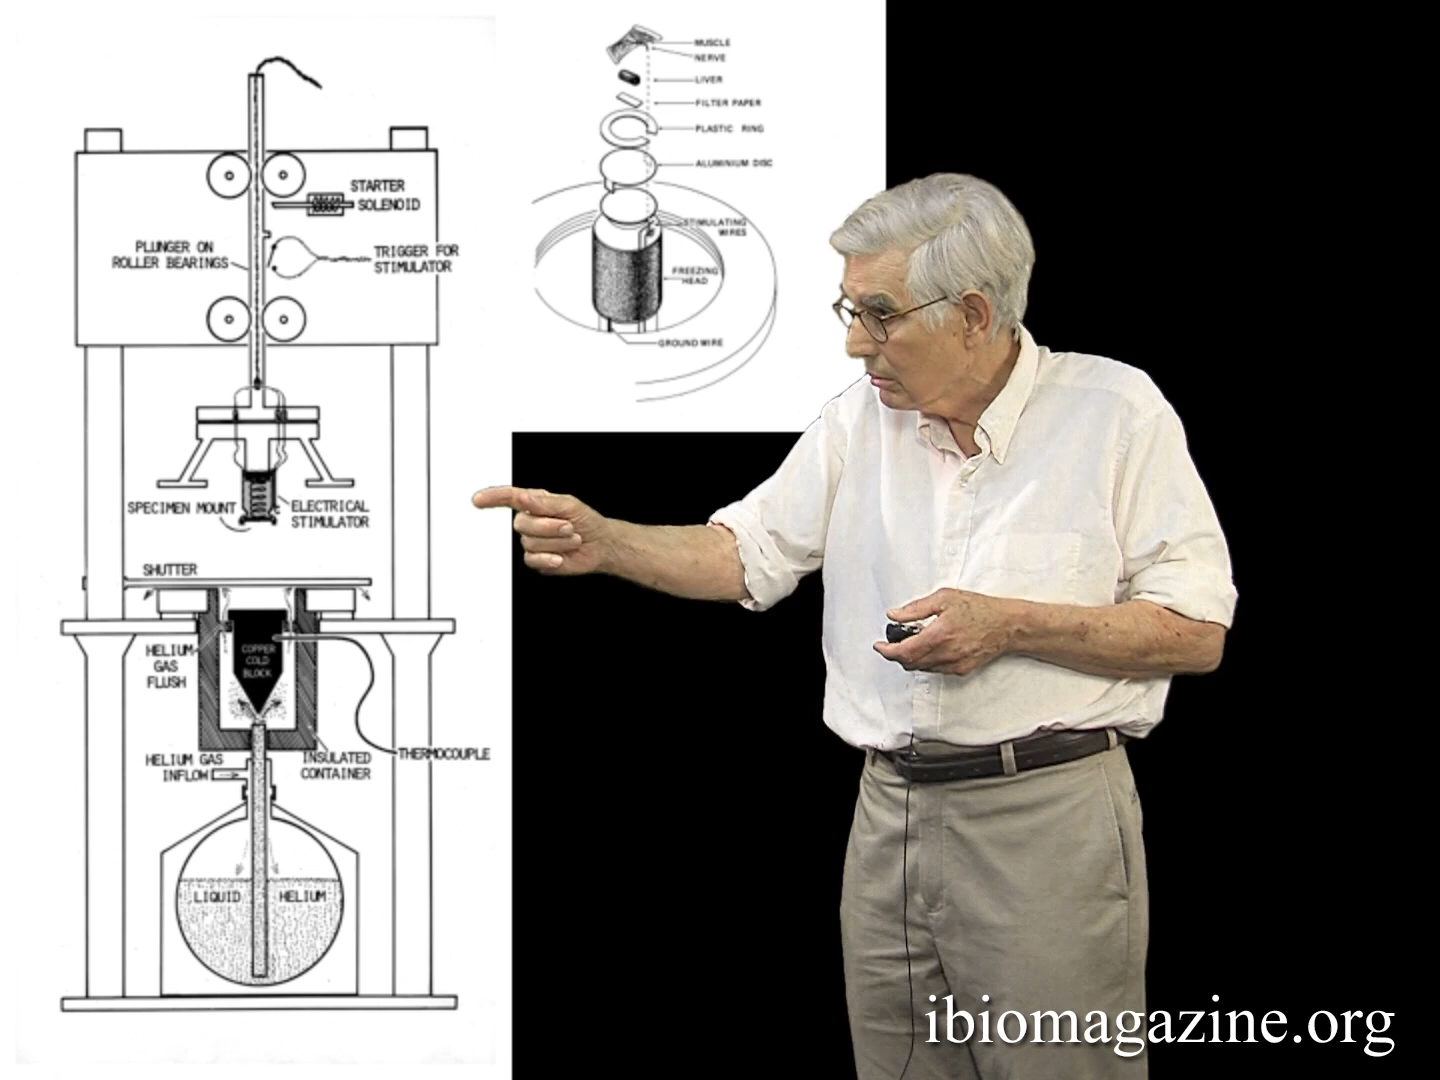 STARTER
SOLENOID
PLUNGER ON
ROLLER BEARINGS
TRIGGER FOR
STIMULATOR
SPECIMEN MOUNT
ELECTRICAL
STIMULATOR
SHUTTER
HELIUM
GAS
FLUSH
COPPER
COLD
BLOCK
THERMOCOUPLE
HELIUM GAS
INFLOW
INSULATED
CONTAINER
LIQUID HELIUM
MUSCLE
NERVE
LIVER
FILTER PAPER
PLASTIC RING
ALUMINIUM DISC
STIMULATING
WIRES
FREEZING
HEAD
GROUND WIRE
ibiomagazine.org